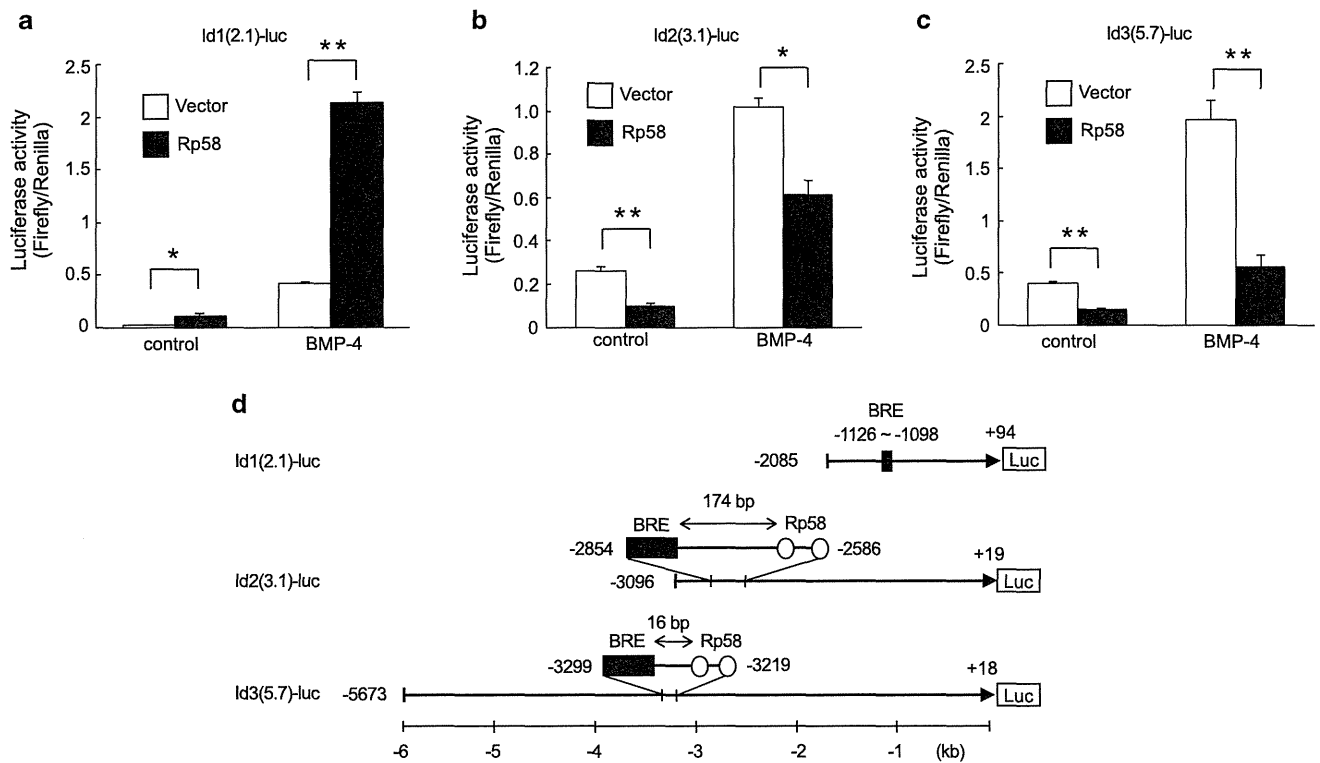 a
Id1(2.1)-luc
Luciferase activity
(Firefly/Renilla)
2.5
2
1.5
1
0.5
0
Vector
Rp58
*
**
control
BMP-4
b
Id2(3.1)-luc
Luciferase activity
(Firefly/Renilla)
1.2
1.0
0.8
0.6
0.4
0.2
0
Vector
Rp58
**
*
control
BMP-4
c
Id3(5.7)-luc
Luciferase activity
(Firefly/Renilla)
2.5
2
1.5
1
0.5
0
Vector
Rp58
**
**
control
BMP-4
d
BRE
-1126 ~ -1098
+94
Id1(2.1)-luc
-2085
Luc
174 bp
BRE
Rp58
-2854
-2586
+19
Id2(3.1)-luc
-3096
Luc
16 bp
BRE
Rp58
-3299
-3219
+18
Id3(5.7)-luc
-5673
Luc
-6 -5 -4 -3 -2 -1 (kb)